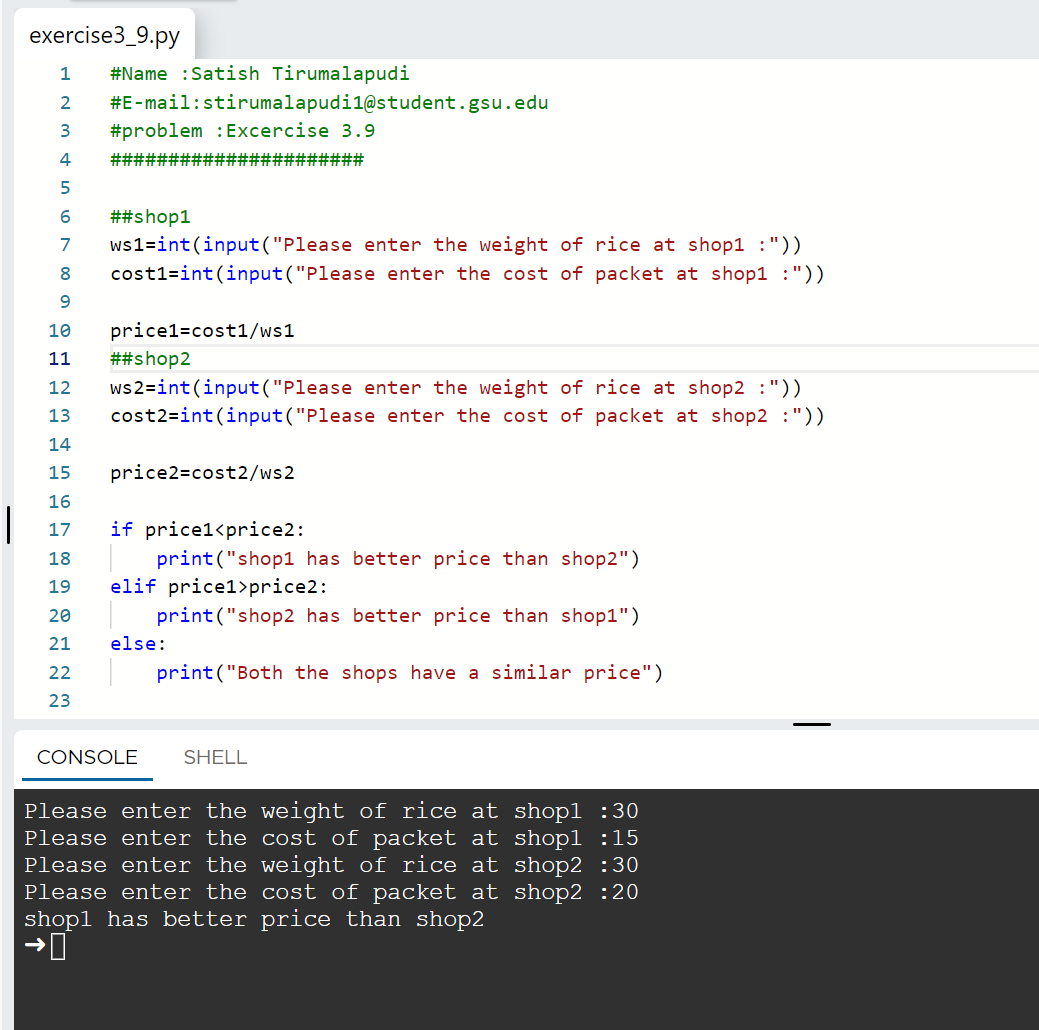 exercise3_9.py
1 #Name :Satish Tirumalapudi
2 #E-mail:stirumalapudi1@student.gsu.edu
3 #problem :Excercise 3.9
4 ######################
5
6 ##shop1
7 ws1=int(input("Please enter the weight of rice at shop1 :"))
8 cost1=int(input("Please enter the cost of packet at shop1 :"))
9
10 price1=cost1/ws1
11 ##shop2
12 ws2=int(input("Please enter the weight of rice at shop2 :"))
13 cost2=int(input("Please enter the cost of packet at shop2 :"))
14
15 price2=cost2/ws2
16
17 if price1<price2:
18     print("shop1 has better price than shop2")
19 elif price1>price2:
20     print("shop2 has better price than shop1")
21 else:
22     print("Both the shops have a similar price")
23
CONSOLE SHELL
Please enter the weight of rice at shop1 :30
Please enter the cost of packet at shop1 :15
Please enter the weight of rice at shop2 :30
Please enter the cost of packet at shop2 :20
shop1 has better price than shop2
➜